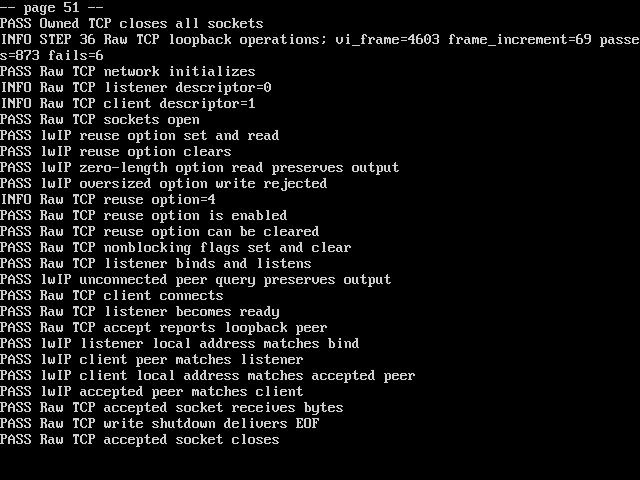 -- page 51 --
PASS Owned TCP closes all sockets
INFO STEP 36 Raw TCP loopback operations; vi_frame=4603 frame_increment=69 passe
s=873 fails=6
PASS Raw TCP network initializes
INFO Raw TCP listener descriptor=0
INFO Raw TCP client descriptor=1
PASS Raw TCP sockets open
PASS lwIP reuse option set and read
PASS lwIP reuse option clears
PASS lwIP zero-length option read preserves output
PASS lwIP oversized option write rejected
INFO Raw TCP reuse option=4
PASS Raw TCP reuse option is enabled
PASS Raw TCP reuse option can be cleared
PASS Raw TCP nonblocking flags set and clear
PASS Raw TCP listener binds and listens
PASS lwIP unconnected peer query preserves output
PASS Raw TCP client connects
PASS Raw TCP listener becomes ready
PASS Raw TCP accept reports loopback peer
PASS lwIP listener local address matches bind
PASS lwIP client peer matches listener
PASS lwIP client local address matches accepted peer
PASS lwIP accepted peer matches client
PASS Raw TCP accepted socket receives bytes
PASS Raw TCP write shutdown delivers EOF
PASS Raw TCP accepted socket closes